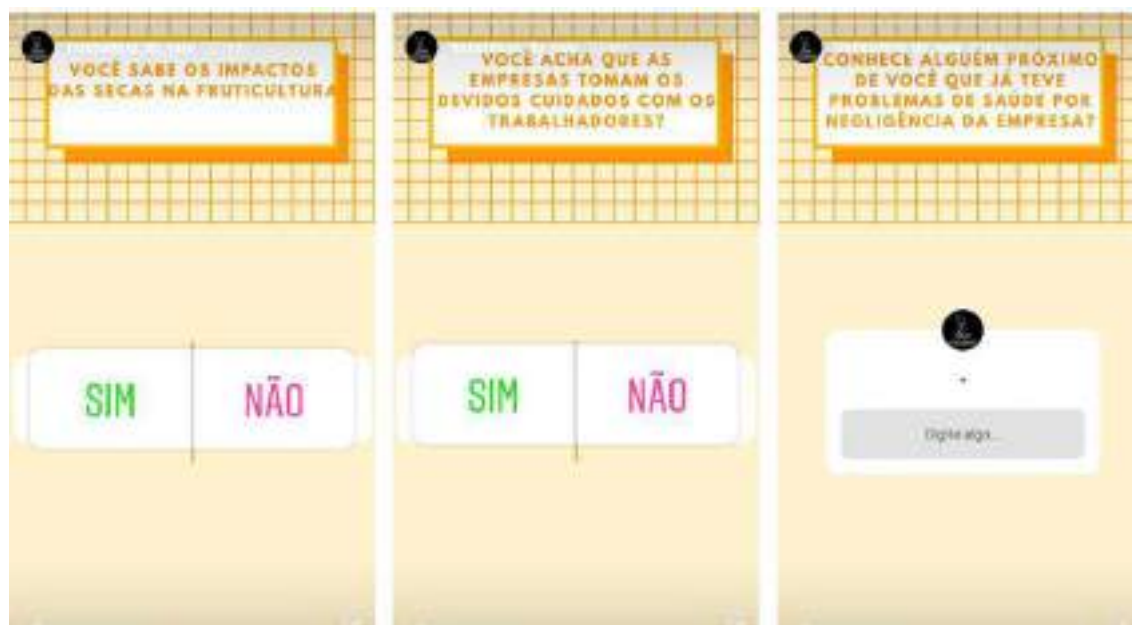 VOCÊ SABE OS IMPACTOS
DAS SECAS NA FRUTICULTURA
SIM
NÃO
VOCÊ ACHA QUE AS
EMPRESAS TOMAM OS
DEVIDOS CUIDADOS COM OS
TRABALHADORES?
SIM
NÃO
CONHECE ALGUÉM PRÓXIMO
DE VOCÊ QUE JÁ TEVE
PROBLEMAS DE SAÚDE POR
NEGLIGÊNCIA DA EMPRESA?
Digite algo...